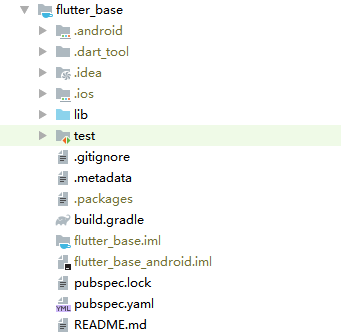 flutter_base
.android
.dart_tool
.idea
.ios
lib
test
.gitignore
.metadata
.packages
build.gradle
flutter_base.iml
flutter_base_android.iml
pubspec.lock
YML pubspec.yaml
README.md